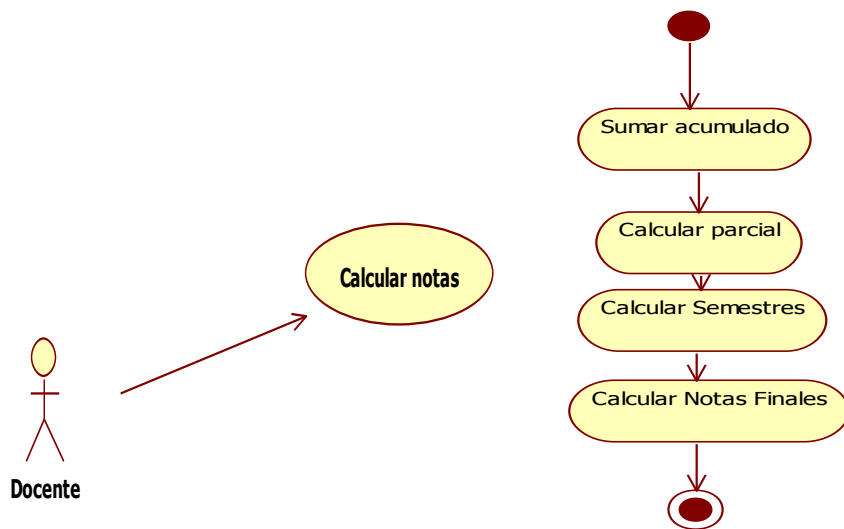 Sumar acumulado
Calcular parcial
Calcular notas
Calcular Semestres
Calcular Notas Finales
Docente